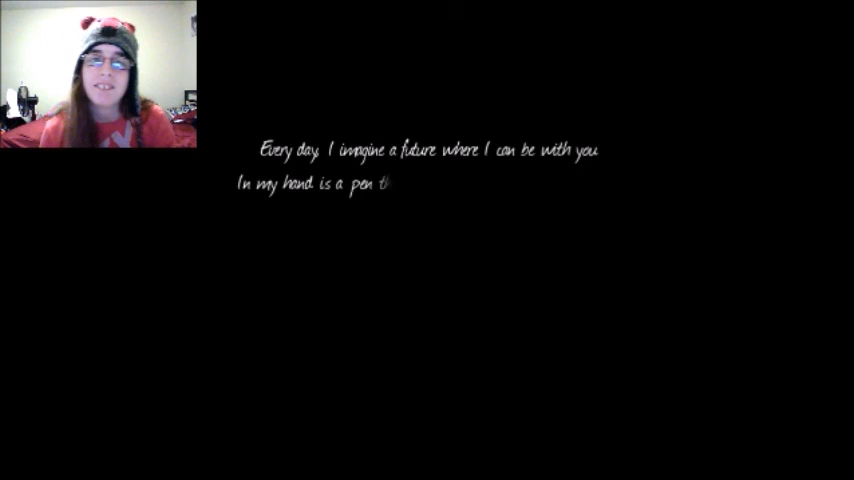 Every day, I imagine a future where I can be with you
In my hand is a pen